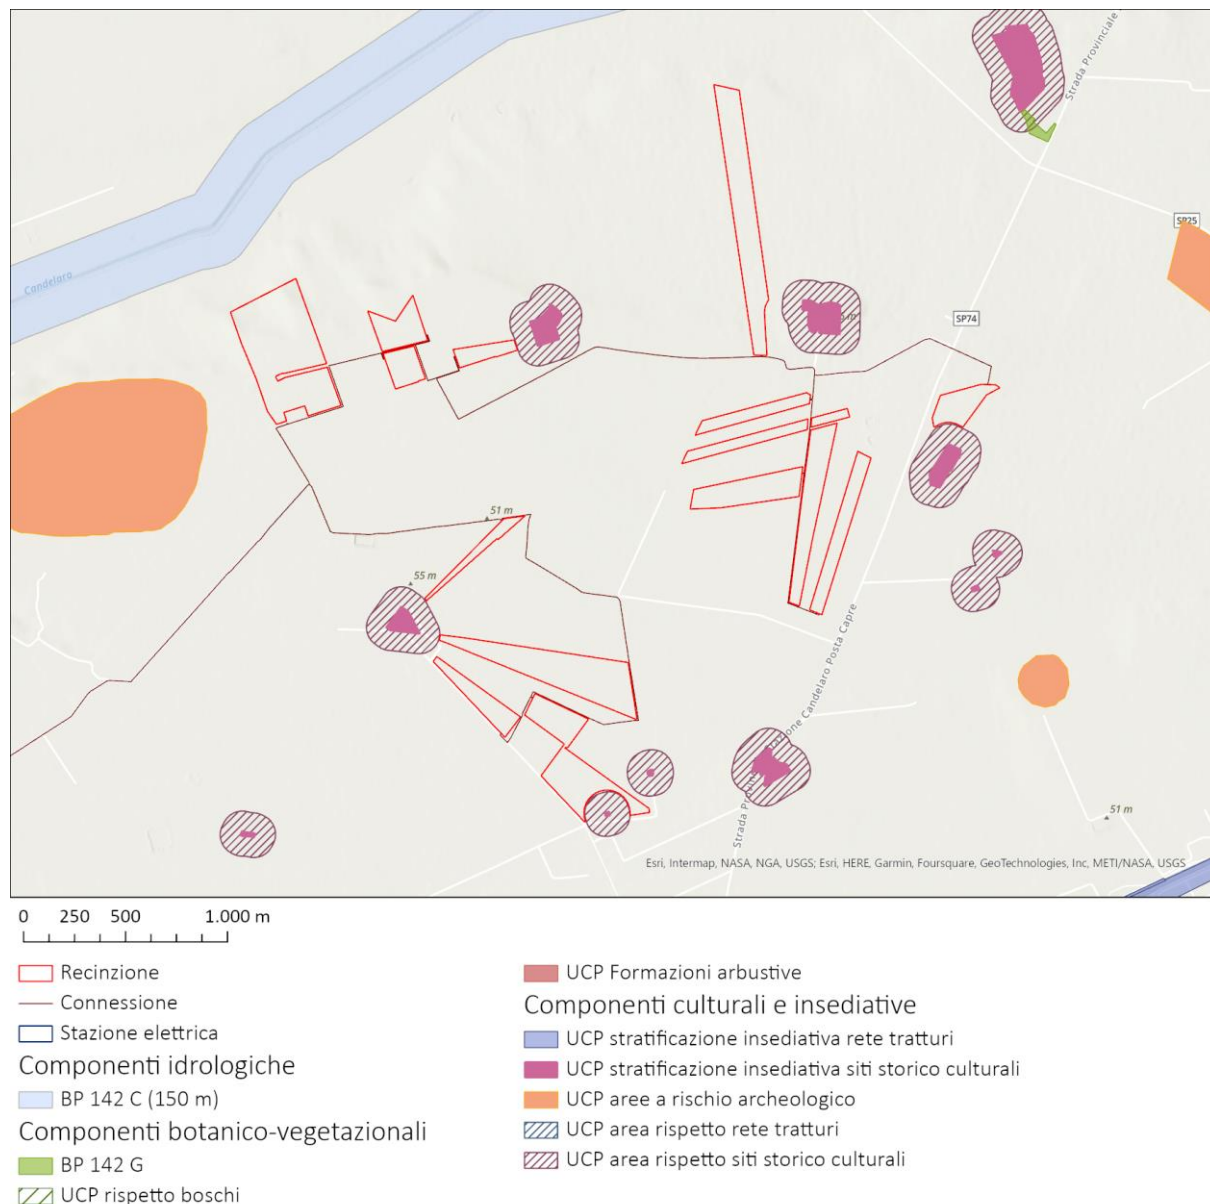 Strada Provinciale
SP25
Candelaro
SP74
51 m
55 m
Strada Provinciale Stazione Candelaro Posta Capre
51 m
Esri, Intermap, NASA, NGA, USGS; Esri, HERE, Garmin, Foursquare, GeoTechnologies, Inc, METI/NASA, USGS
0 250 500 1.000 m
Recinzione
Connessione
Stazione elettrica
Componenti idrologiche
BP 142 C (150 m)
Componenti botanico-vegetazionali
BP 142 G
UCP rispetto boschi
UCP Formazioni arbustive
Componenti culturali e insediative
UCP stratificazione insediativa rete tratturi
UCP stratificazione insediativa siti storico culturali
UCP aree a rischio archeologico
UCP area rispetto rete tratturi
UCP area rispetto siti storico culturali